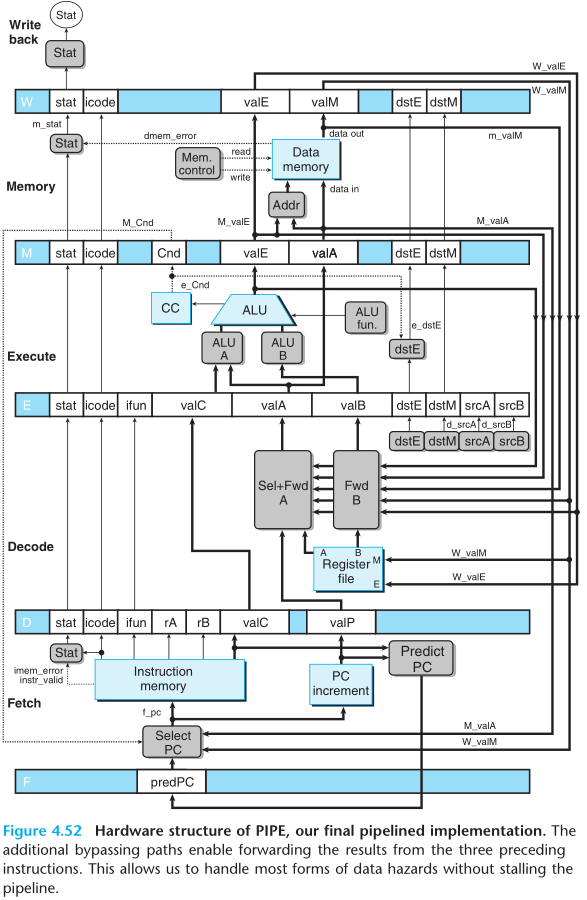 Stat
Write
back
Stat
W_valE
W_valM
W stat icode valE valM dstE dstM
m_stat
dmem_error
data out
m_valM
Stat
read
Mem.
control
write
Data
memory
Memory
data in
Addr
M_Cnd
M_valE
M_valA
M stat icode Cnd valE valA dstE dstM
e_Cnd
CC
ALU
ALU
fun.
e_dstE
ALU
A
ALU
B
dstE
Execute
E stat icode ifun valC valA valB dstE dstM srcA srcB
d_srcA d_srcB
dstE dstM srcA srcB
Sel+Fwd
A
Fwd
B
Decode
A B
M
Register
file
E
W_valM
W_valE
D stat icode ifun rA rB valC valP
Stat
imem_error
instr_valid
Instruction
memory
PC
increment
Predict
PC
Fetch
f_pc
M_valA
W_valM
Select
PC
F predPC
Figure 4.52 Hardware structure of PIPE, our final pipelined implementation. The
additional bypassing paths enable forwarding the results from the three preceding
instructions. This allows us to handle most forms of data hazards without stalling the
pipeline.